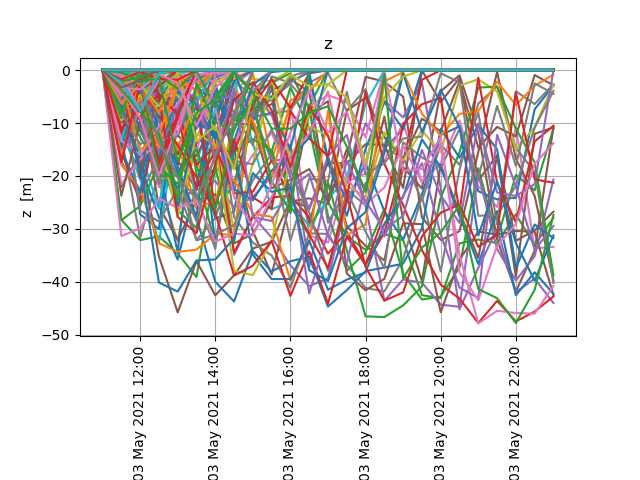 z
0
−10
−20
−30
−40
−50
z [m]
03 May 2021 12:00
03 May 2021 14:00
03 May 2021 16:00
03 May 2021 18:00
03 May 2021 20:00
03 May 2021 22:00